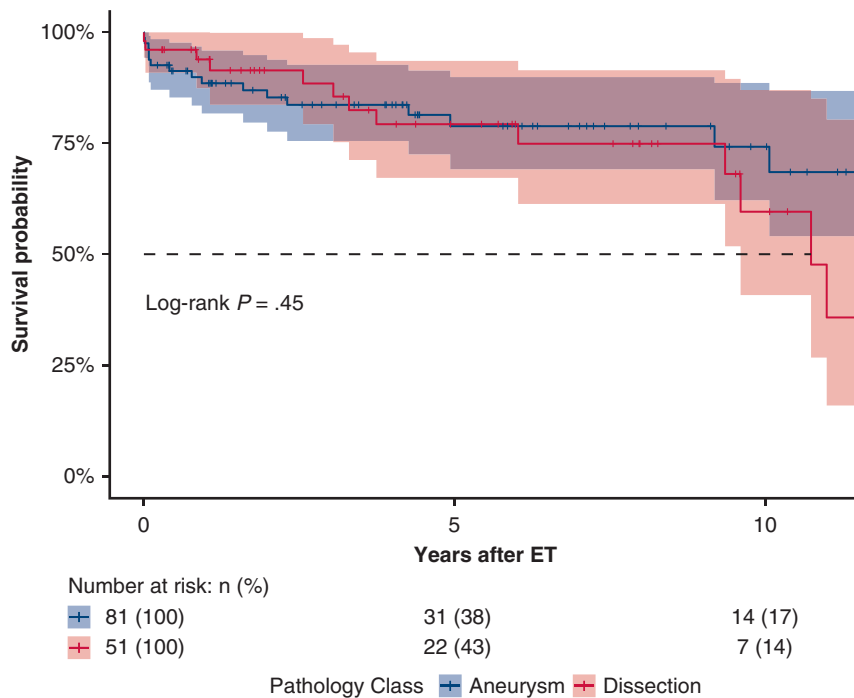 100%
75%
50%
25%
0%
Survival probability
Log-rank P = .45
0 5 10
Years after ET
Number at risk: n (%)
81 (100) 31 (38) 14 (17)
51 (100) 22 (43) 7 (14)
Pathology Class Aneurysm Dissection